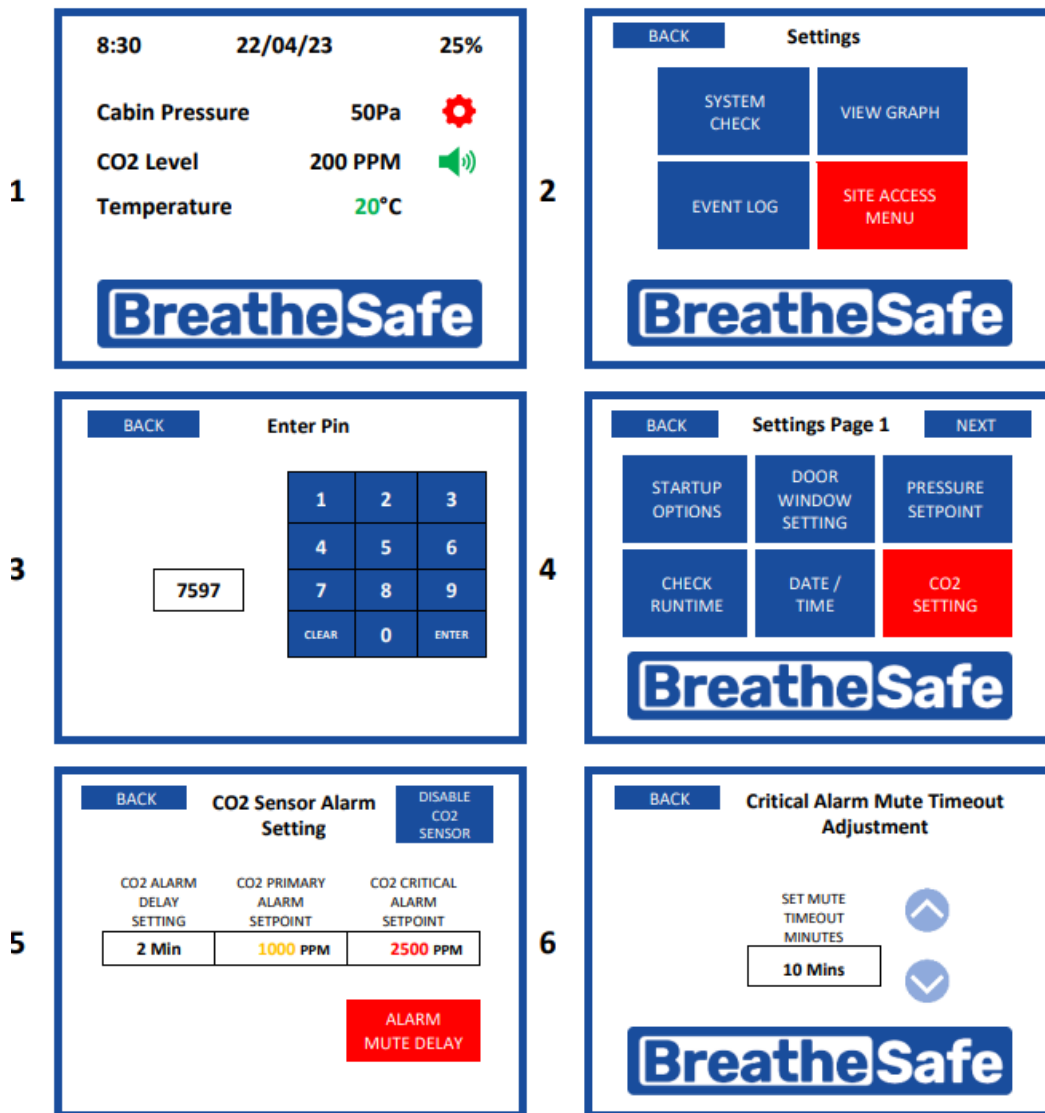 1
8:30 22/04/23 25%
Cabin Pressure 50Pa
CO2 Level 200 PPM
Temperature 20°C
BreatheSafe
2
BACK Settings
SYSTEM
CHECK
VIEW GRAPH
EVENT LOG
SITE ACCESS
MENU
BreatheSafe
3
BACK Enter Pin
1 2 3
4 5 6
7597
7 8 9
CLEAR 0 ENTER
4
BACK Settings Page 1 NEXT
STARTUP
OPTIONS
DOOR
WINDOW
SETTING
PRESSURE
SETPOINT
CHECK
RUNTIME
DATE /
TIME
CO2
SETTING
BreatheSafe
5
BACK
CO2 Sensor Alarm
Setting
DISABLE
CO2
SENSOR
CO2 ALARM
DELAY
SETTING
CO2 PRIMARY
ALARM
SETPOINT
CO2 CRITICAL
ALARM
SETPOINT
2 Min 1000 PPM 2500 PPM
ALARM
MUTE DELAY
6
BACK
Critical Alarm Mute Timeout
Adjustment
SET MUTE
TIMEOUT
MINUTES
10 Mins
BreatheSafe